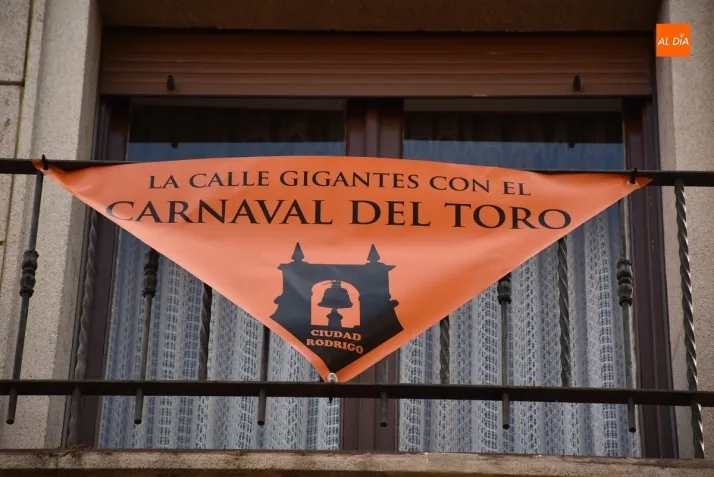 AL DÍA
LA CALLE GIGANTES CON EL
CARNAVAL DEL TORO
CIUDAD
RODRIGO